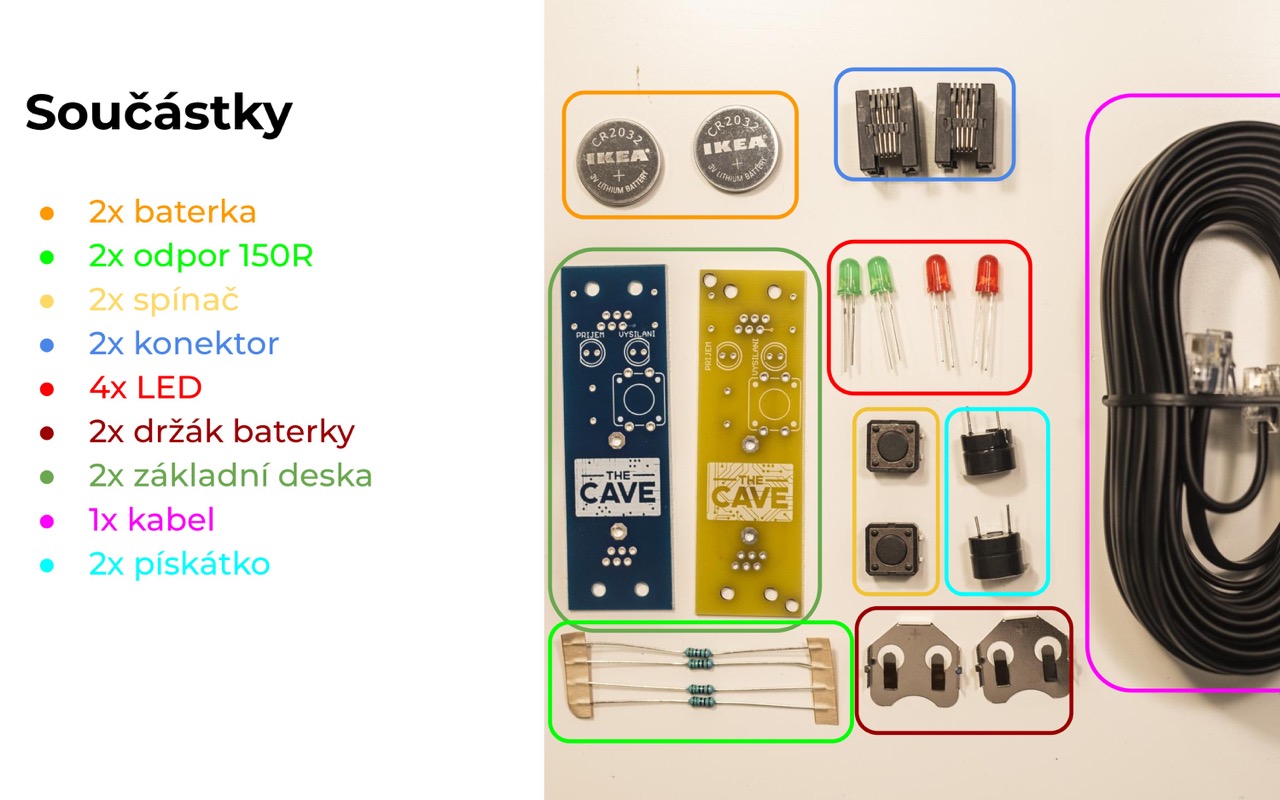 Součástky
2x baterka
2x odpor 150R
2x spínač
2x konektor
4x LED
2x držák baterky
2x základní deska
1x kabel
2x pískátko
CR2032
IKEA
+
3V LITHIUM BATTERY
CR2032
IKEA
+
3V LITHIUM BATTERY
PRIJEM VYSILANI
THE
CAVE
PRIJEM
VYSILANI
THE
CAVE